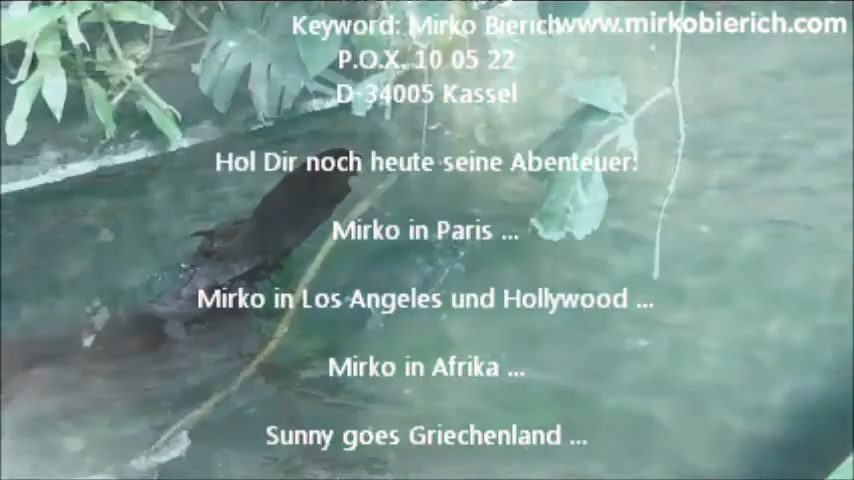 Keyword: Mirko Bierich
www.mirkobierich.com
P.O.X. 10 05 22
D-34005 Kassel
Hol Dir noch heute seine Abenteuer:
Mirko in Paris ...
Mirko in Los Angeles und Hollywood ...
Mirko in Afrika ...
Sunny goes Griechenland ...